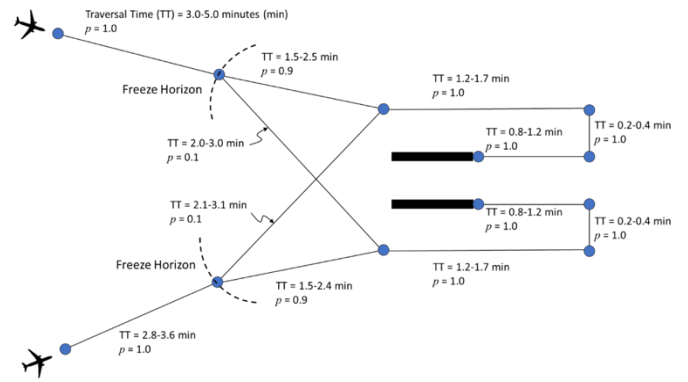 Traversal Time (TT) = 3.0-5.0 minutes (min)
p = 1.0
TT = 1.5-2.5 min
p = 0.9
Freeze Horizon
TT = 1.2-1.7 min
p = 1.0
TT = 0.2-0.4 min
p = 1.0
TT = 0.8-1.2 min
p = 1.0
TT = 2.0-3.0 min
p = 0.1
TT = 2.1-3.1 min
p = 0.1
TT = 0.8-1.2 min
p = 1.0
TT = 0.2-0.4 min
p = 1.0
Freeze Horizon
TT = 1.2-1.7 min
p = 1.0
TT = 1.5-2.4 min
p = 0.9
TT = 2.8-3.6 min
p = 1.0